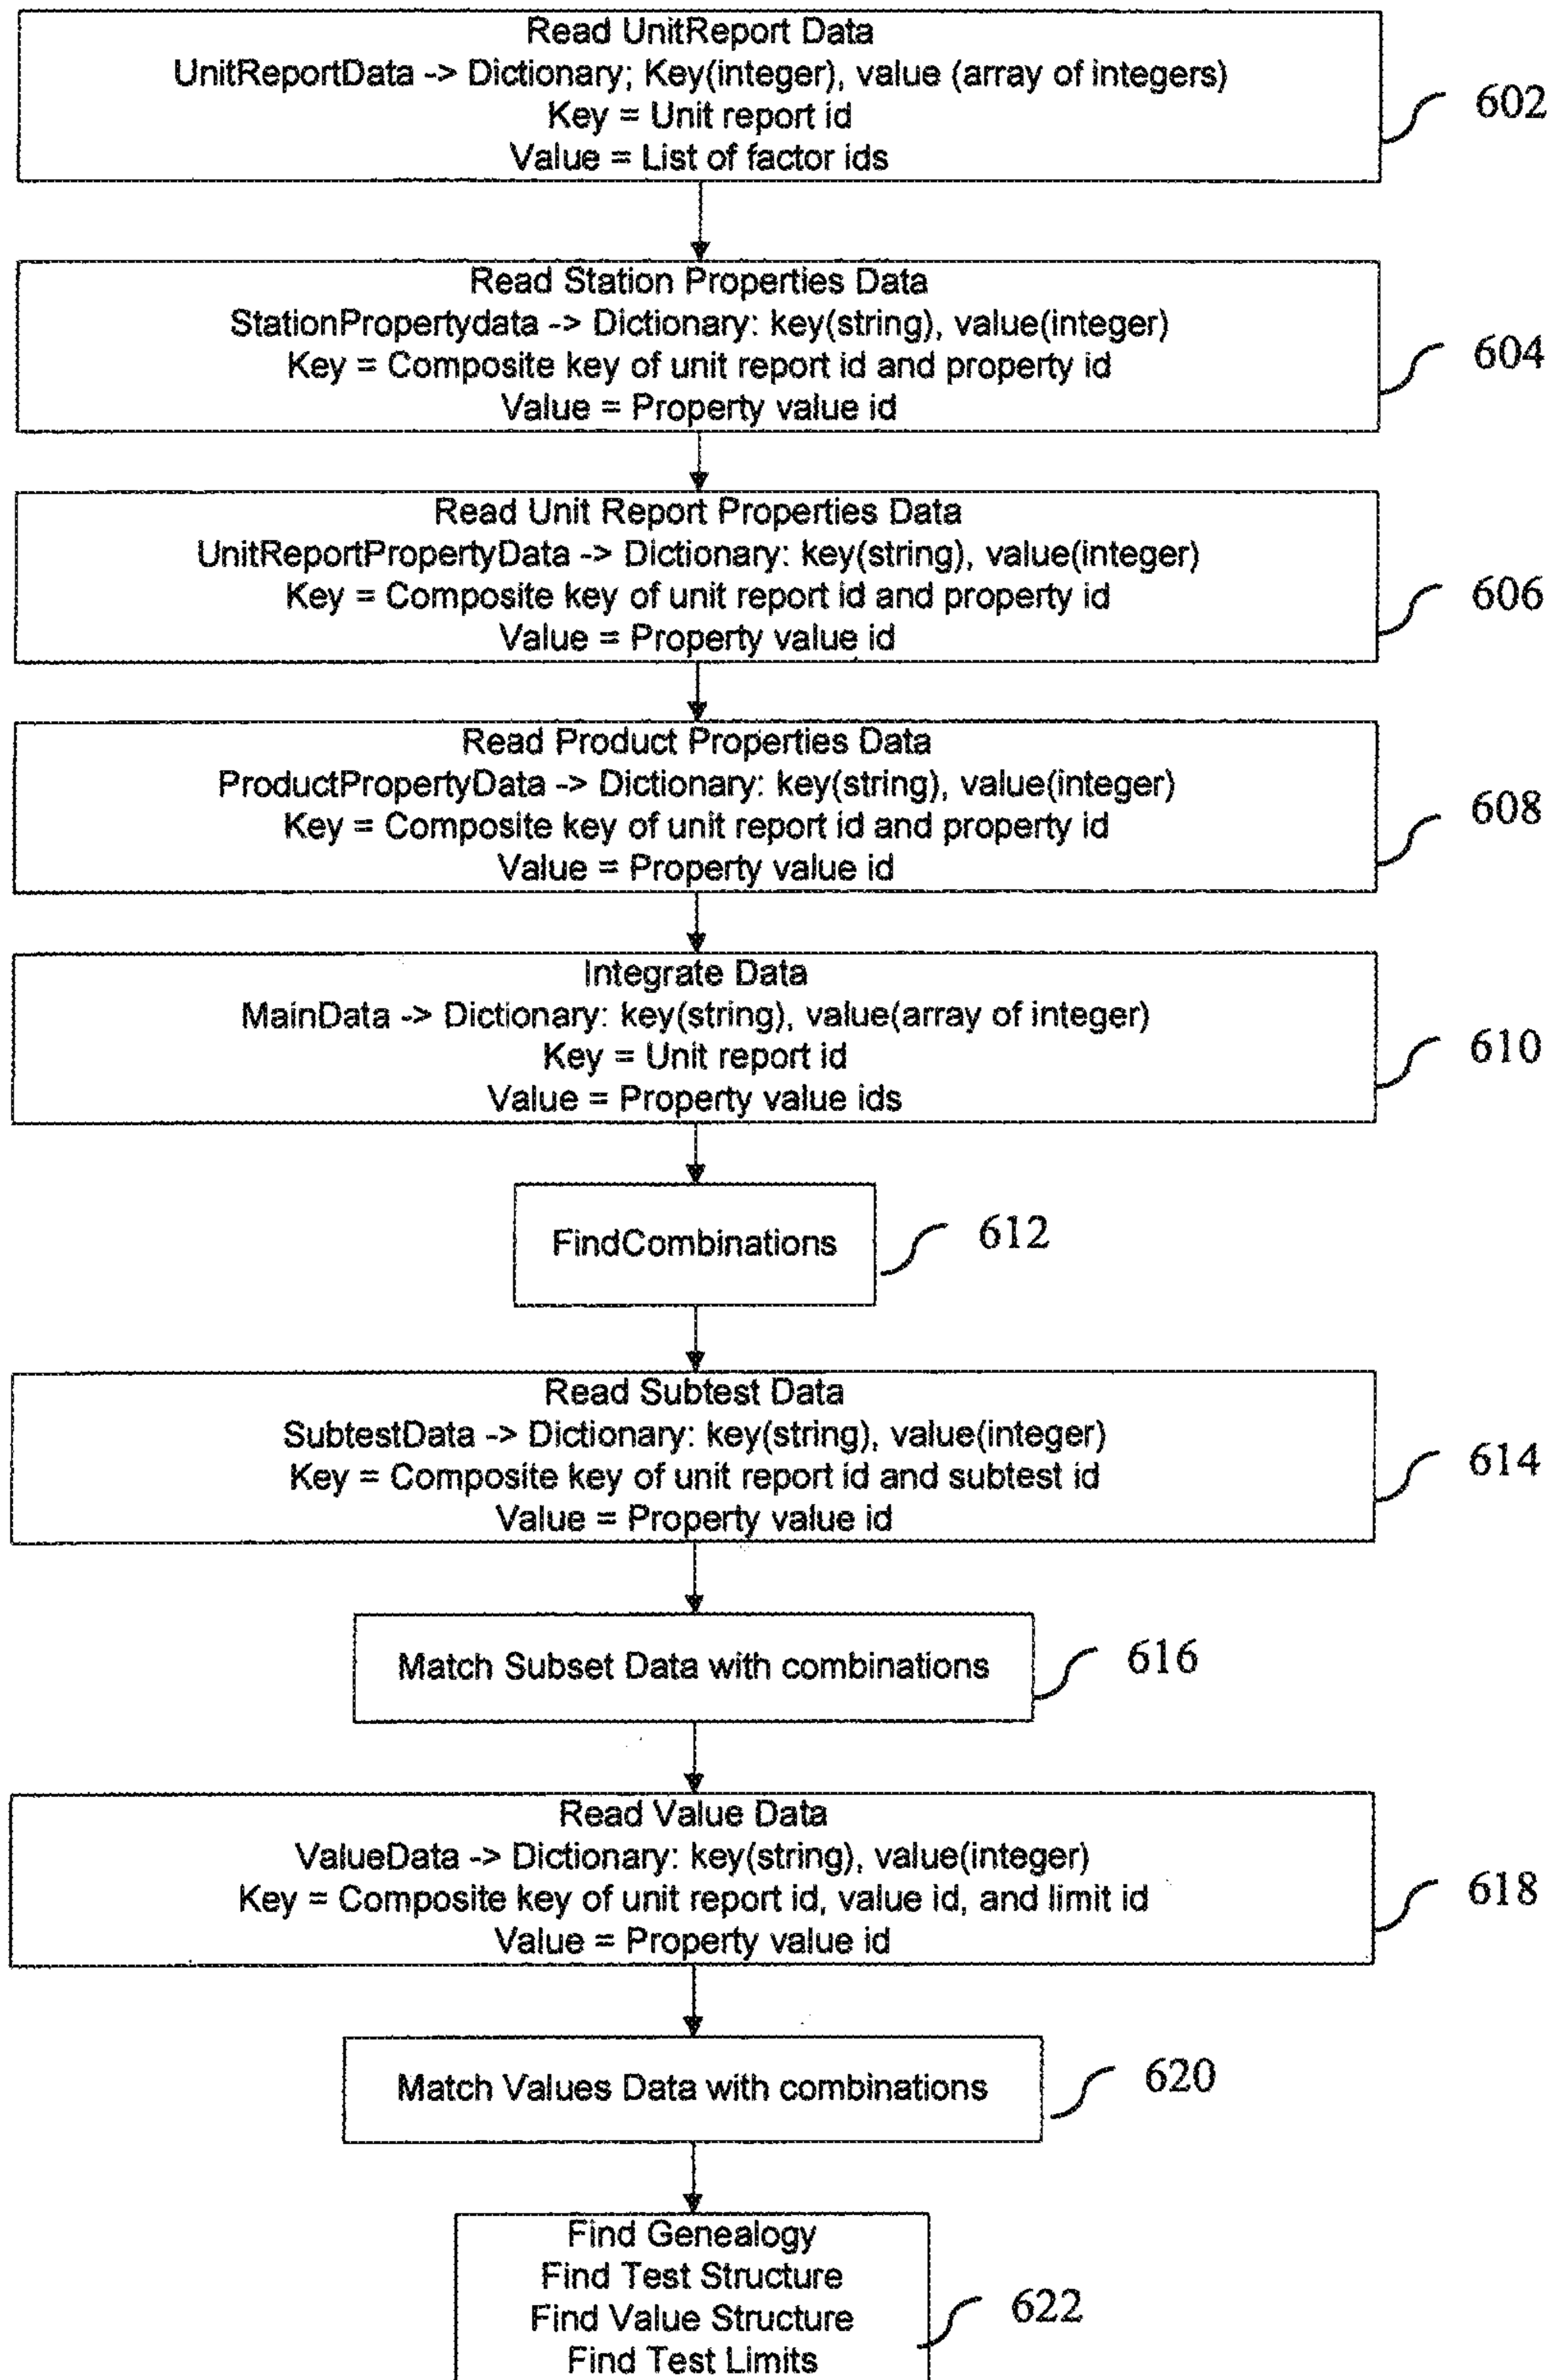 Read UnitReport Data
UnitReportData -> Dictionary; Key(integer), value (array of integers)
Key = Unit report id
Value = List of factor ids
602
Read Station Properties Data
StationPropertydata -> Dictionary: key(string), value(integer)
Key = Composite key of unit report id and property id
Value = Property value id
604
Read Unit Report Properties Data
UnitReportPropertyData -> Dictionary: key(string), value(integer)
Key = Composite key of unit report id and property id
Value = Property value id
606
Read Product Properties Data
ProductPropertyData -> Dictionary: key(string), value(integer)
Key = Composite key of unit report id and property id
Value = Property value id
608
Integrate Data
MainData -> Dictionary: key(string), value(array of integer)
Key = Unit report id
Value = Property value ids
610
FindCombinations
612
Read Subtest Data
SubtestData -> Dictionary: key(string), value(integer)
Key = Composite key of unit report id and subtest id
Value = Property value id
614
Match Subset Data with combinations
616
Read Value Data
ValueData -> Dictionary: key(string), value(integer)
Key = Composite key of unit report id, value id, and limit id
Value = Property value id
618
Match Values Data with combinations
620
Find Genealogy
Find Test Structure
Find Value Structure
Find Test Limits
622